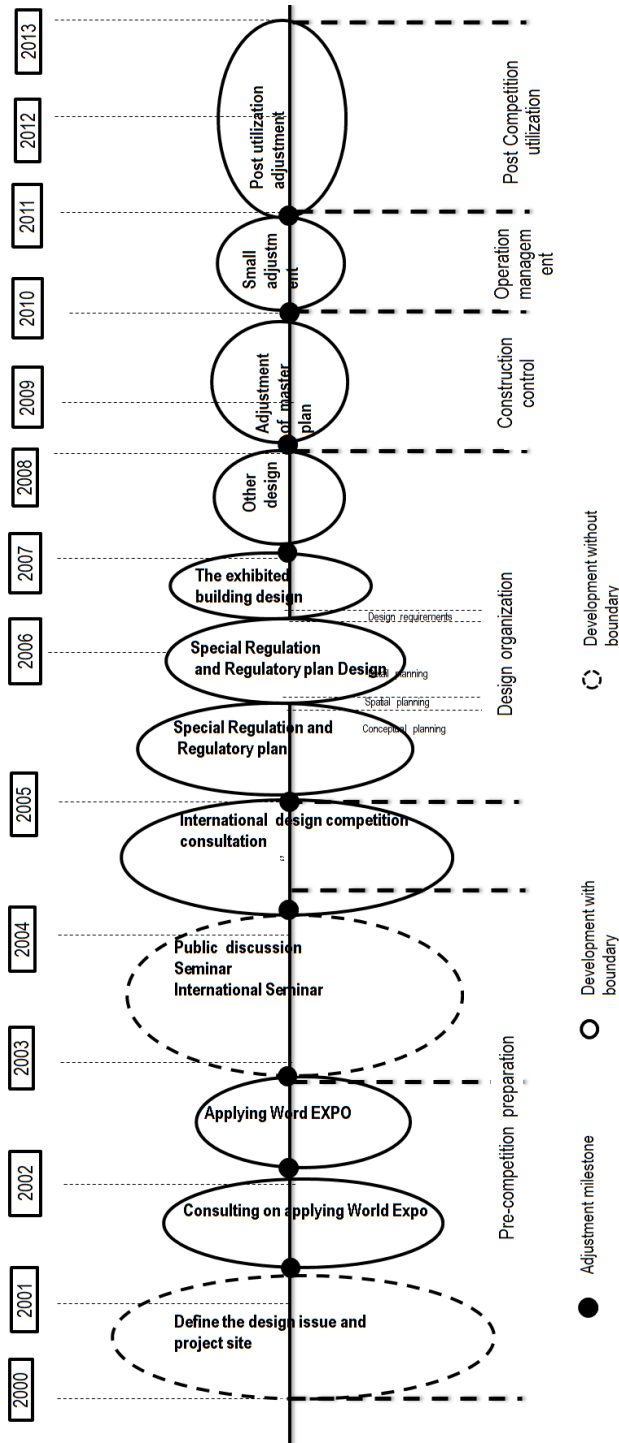 2013
2012
2011
2010
2009
2008
2007
2006
2005
2004
2003
2002
2001
2000
Post utilization
adjustment
Small
adjustm
ent
Adjustment
of master
plan
Other
design
The exhibited
building design
Special Regulation
and Regulatory plan Design
Special Regulation and
Regulatory plan
International design competition
consultation
Public discussion
Seminar
International Seminar
Applying Word EXPO
Consulting on applying World Expo
Define the design issue and
project site
Design requirements
planning
Spatial planning
Conceptual planning
Post Competition
utilization
Operation
managem
ent
Construction
control
Design organization
Pre-competition preparation
Development without
boundary
Development with
boundary
Adjustment milestone